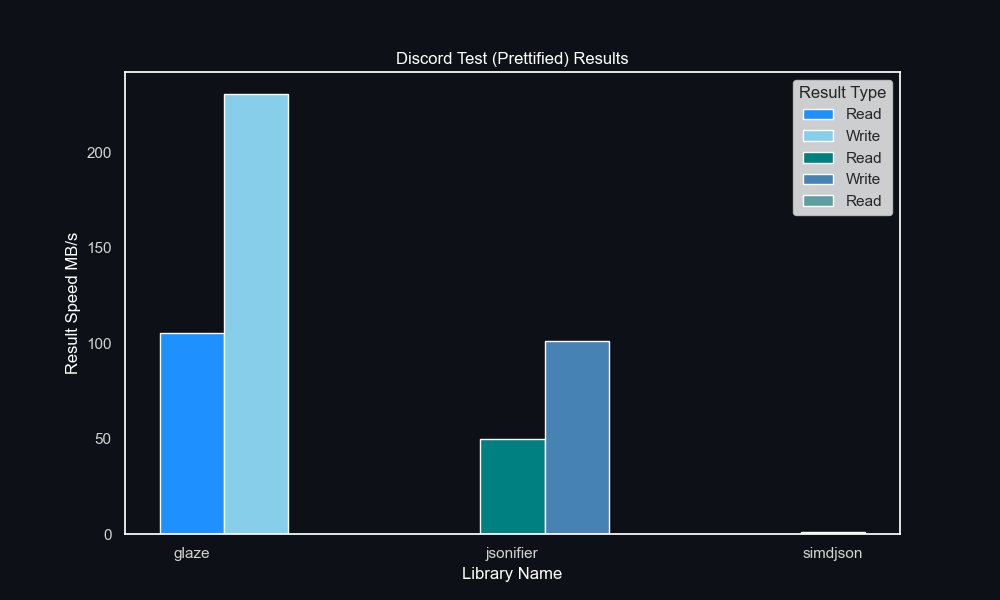 Discord Test (Prettified) Results
Result Type
Read
Write
Read
Write
Read
Result Speed MB/s
200
150
100
50
0
glaze
jsonifier
simdjson
Library Name